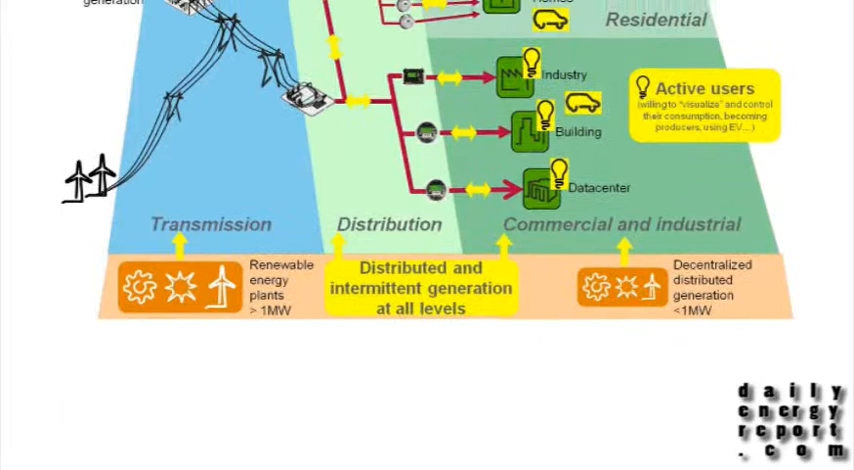 generation
Homes
Residential
Industry
Active users
(willing to "visualize" and control
their consumption, becoming
producers, using EV...)
Building
Datacenter
Transmission
Distribution
Commercial and industrial
Renewable
energy
plants
> 1MW
Distributed and
intermittent generation
at all levels
Decentralized
distributed
generation
<1MW
daily
energy
report
.com